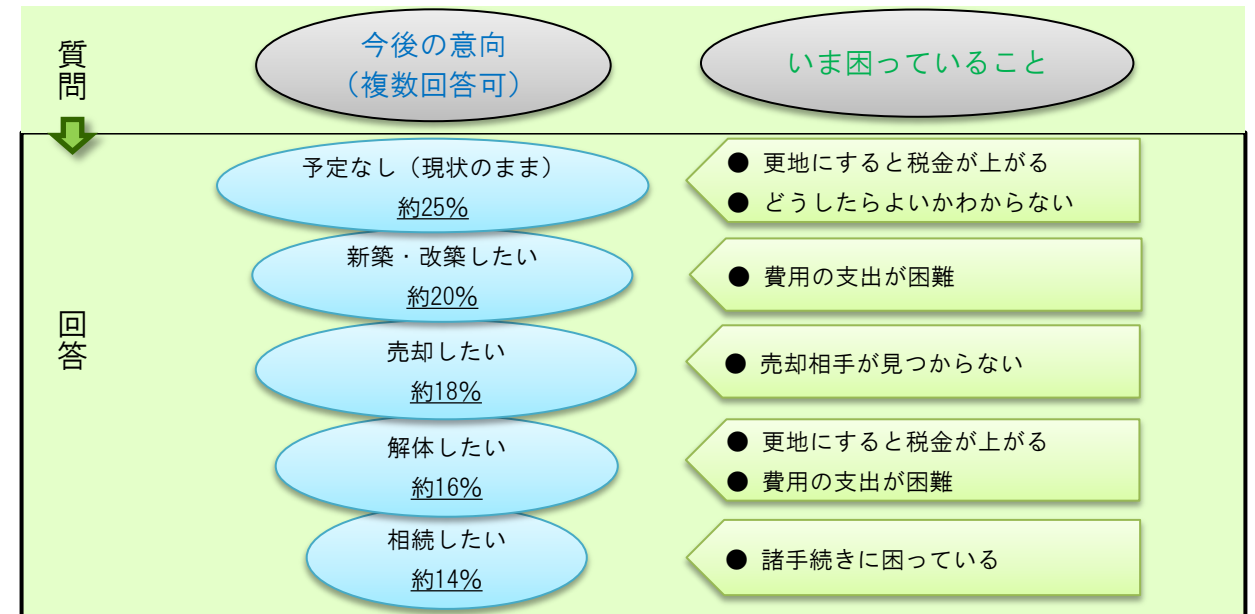 質問
今後の意向
（複数回答可）
いま困っていること
回答
予定なし（現状のまま）
約25%
● 更地にすると税金が上がる
● どうしたらよいかわからない
新築・改築したい
約20%
● 費用の支出が困難
売却したい
約18%
● 売却相手が見つからない
解体したい
約16%
● 更地にすると税金が上がる
● 費用の支出が困難
相続したい
約14%
● 諸手続きに困っている